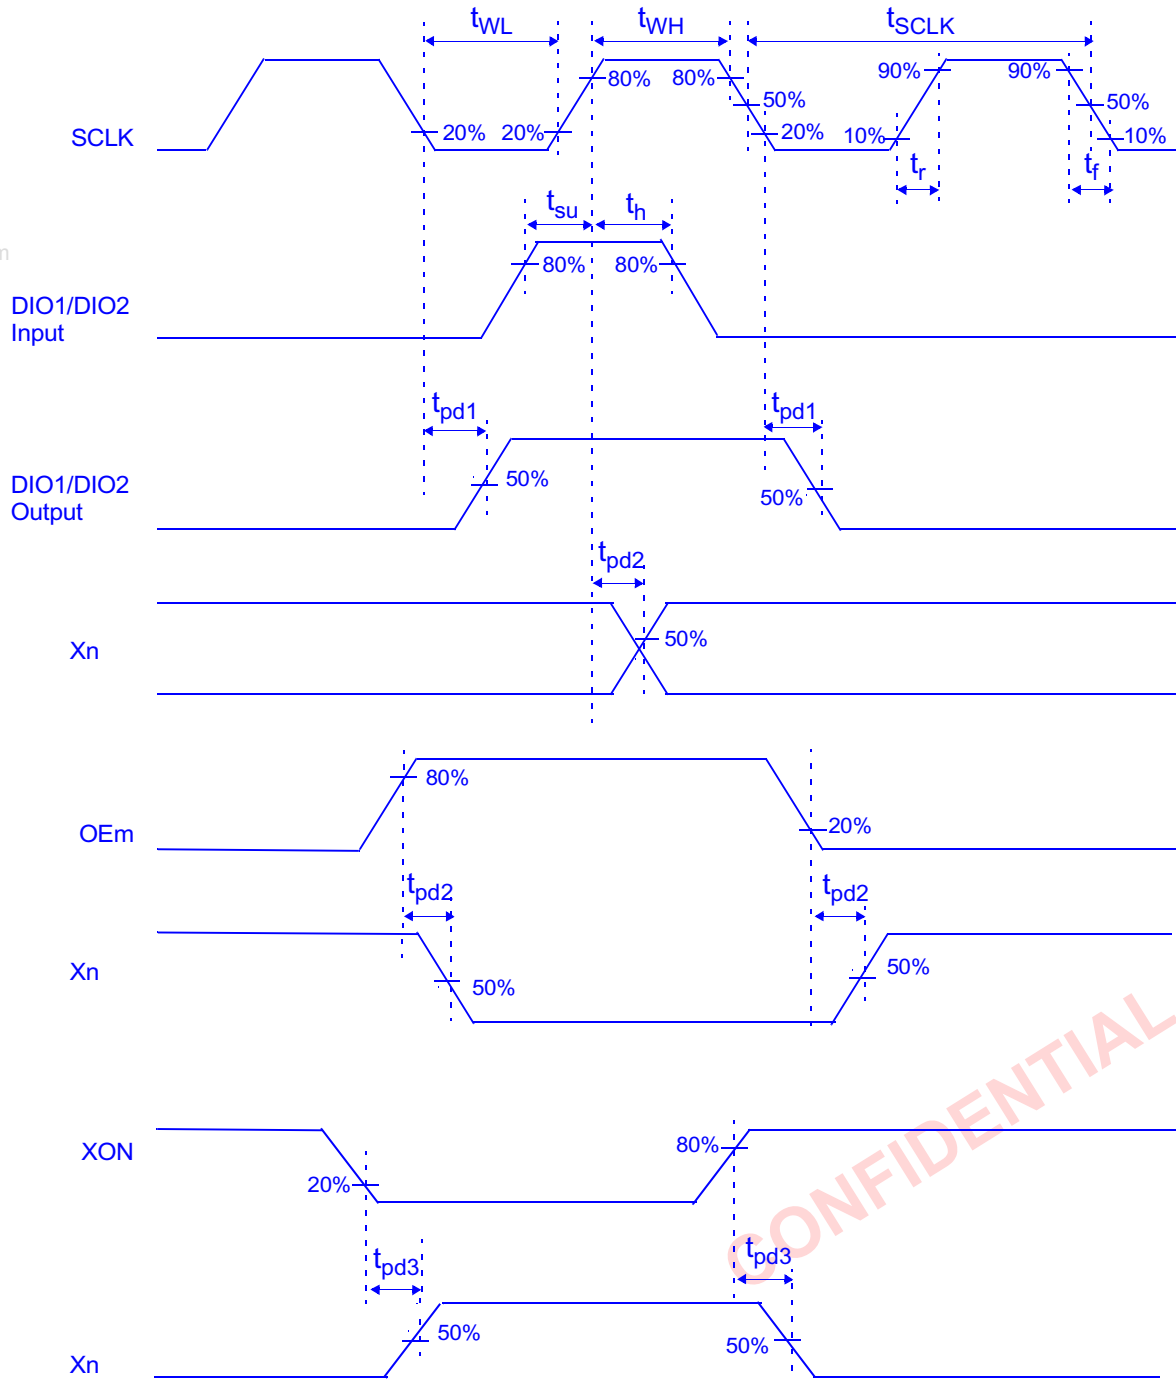 tWL tWH tSCLK
80% 80% 90% 90%
50% 50%
SCLK 20% 20% 20% 10% 10%
tr tf
tsu th
80% 80%
DIO1/DIO2
Input
tpd1 tpd1
DIO1/DIO2
Output
50% 50%
tpd2
Xn 50%
80%
OEm 20%
tpd2 tpd2
Xn 50% 50%
XON 80%
20%
CONFIDENTIAL
tpd3 tpd3
50% 50%
Xn